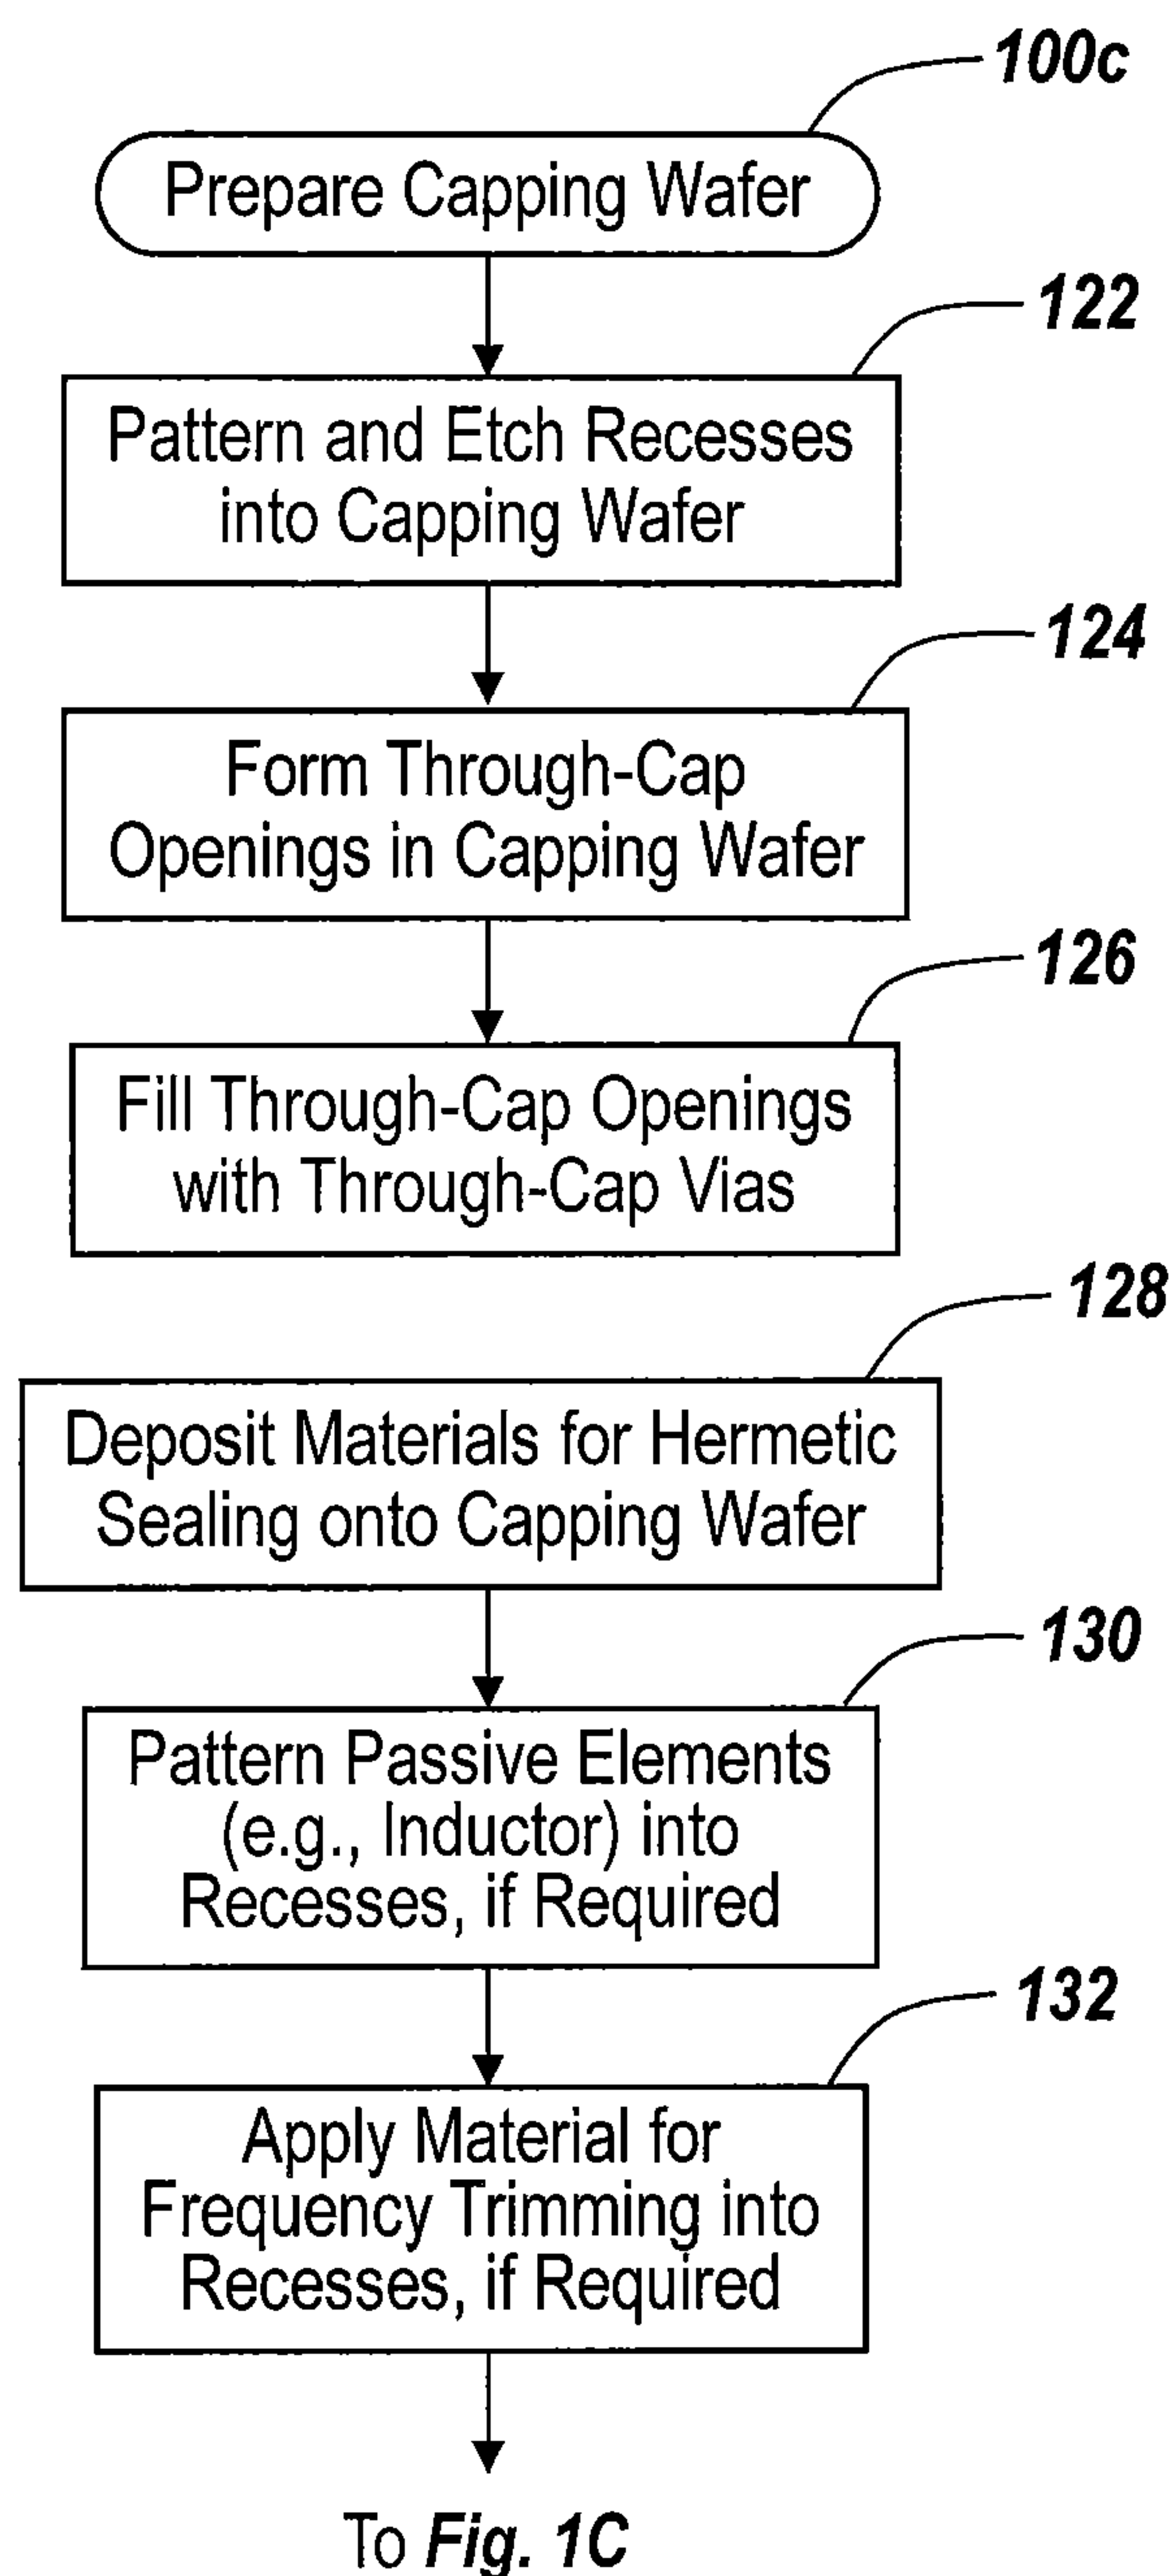 100c
Prepare Capping Wafer
122
Pattern and Etch Recesses
into Capping Wafer
124
Form Through-Cap
Openings in Capping Wafer
126
Fill Through-Cap Openings
with Through-Cap Vias
128
Deposit Materials for Hermetic
Sealing onto Capping Wafer
130
Pattern Passive Elements
(e.g., Inductor) into
Recesses, if Required
132
Apply Material for
Frequency Trimming into
Recesses, if Required
To Fig. 1C